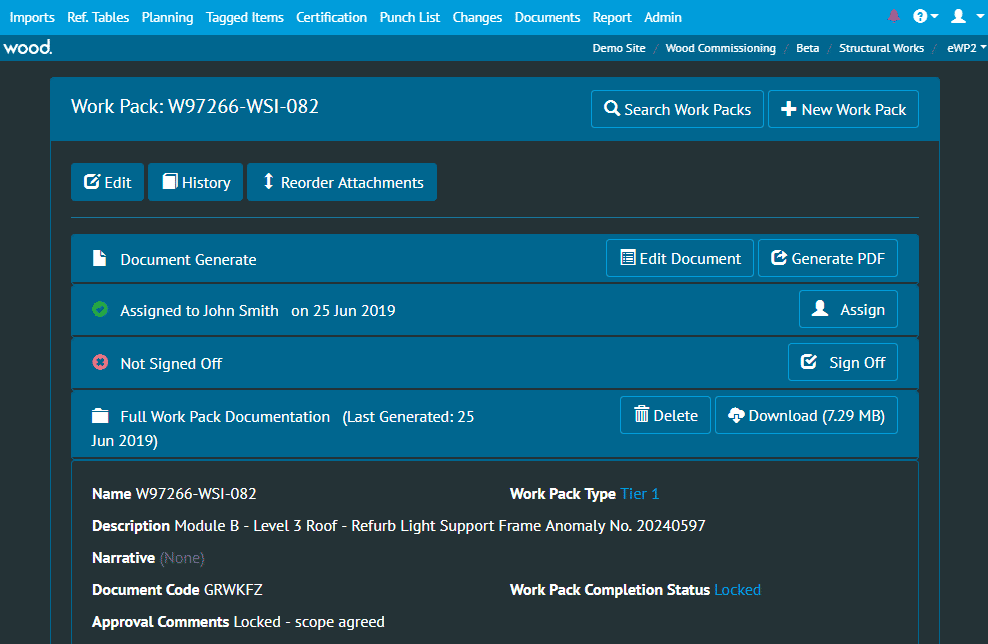 Imports Ref. Tables Planning Tagged Items Certification Punch List Changes Documents Report Admin
wood. Demo Site / Wood Commissioning / Beta / Structural Works / eWP2
Work Pack: W97266-WSI-082 Search Work Packs New Work Pack
Edit History Reorder Attachments
Document Generate Edit Document Generate PDF
Assigned to John Smith on 25 Jun 2019 Assign
Not Signed Off Sign Off
Full Work Pack Documentation (Last Generated: 25 Delete Download (7.29 MB)
Jun 2019)
Name W97266-WSI-082 Work Pack Type Tier 1
Description Module B - Level 3 Roof - Refurb Light Support Frame Anomaly No. 20240597
Narrative (None)
Document Code GRWKFZ Work Pack Completion Status Locked
Approval Comments Locked - scope agreed